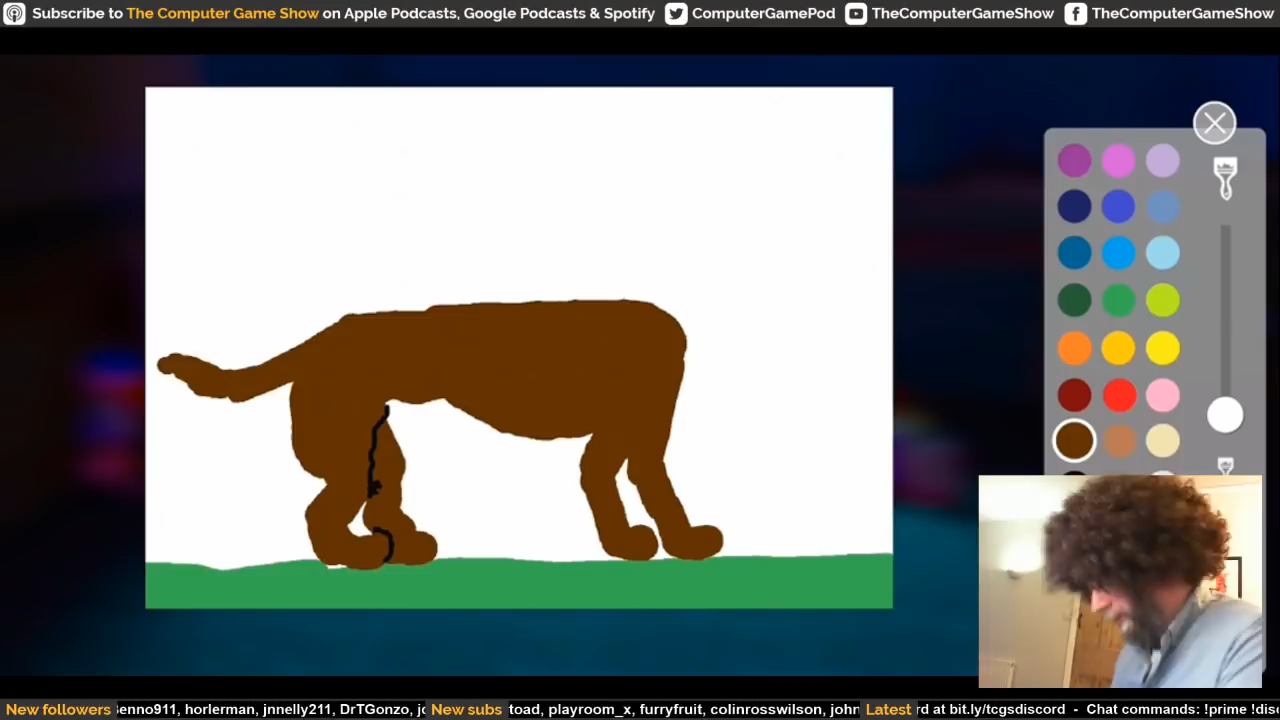 Subscribe to The Computer Game Show on Apple Podcasts, Google Podcasts & Spotify ComputerGamePod TheComputerGameShow TheComputerGameShow
New followers enno911, horlerman, jnnelly211, DrTGonzo, New subs toad, playroom_x, furryfruit, colinrosswilson, Latest at bit.ly/tcgsdiscord - Chat commands: !prime